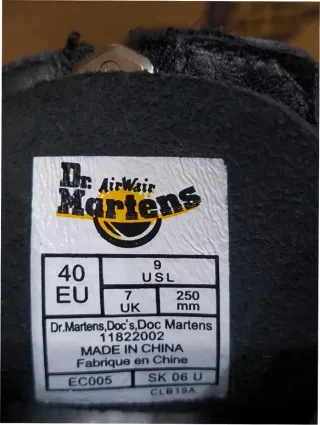 Dr. AirWair
Martens
40 EU
9 USL
7 UK
250 mm
Dr.Martens,Doc's,Doc Martens
11822002
MADE IN CHINA
Fabrique en Chine
EC005
SK 06 U
CLB19A